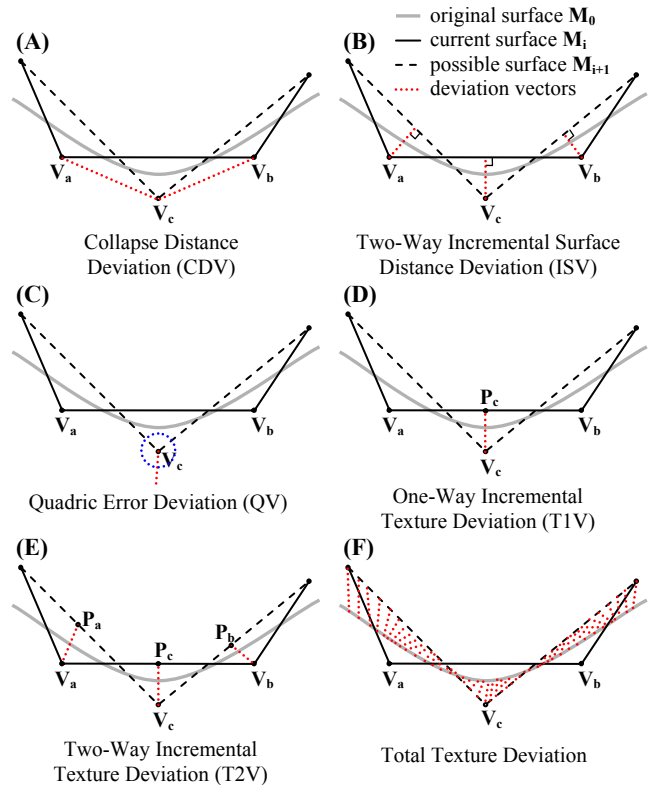 (A)
(B)
original surface M0
current surface Mi
possible surface Mi+1
deviation vectors
Va
Vb
Vc
Va
Vb
Vc
Collapse Distance
Deviation (CDV)
Two-Way Incremental Surface
Distance Deviation (ISV)
(C)
(D)
Va
Vb
Vc
Pc
Va
Vb
Vc
Quadric Error Deviation (QV)
One-Way Incremental
Texture Deviation (T1V)
(E)
(F)
Pa
Pc
Pb
Va
Vb
Vc
Va
Vb
Vc
Two-Way Incremental
Texture Deviation (T2V)
Total Texture Deviation